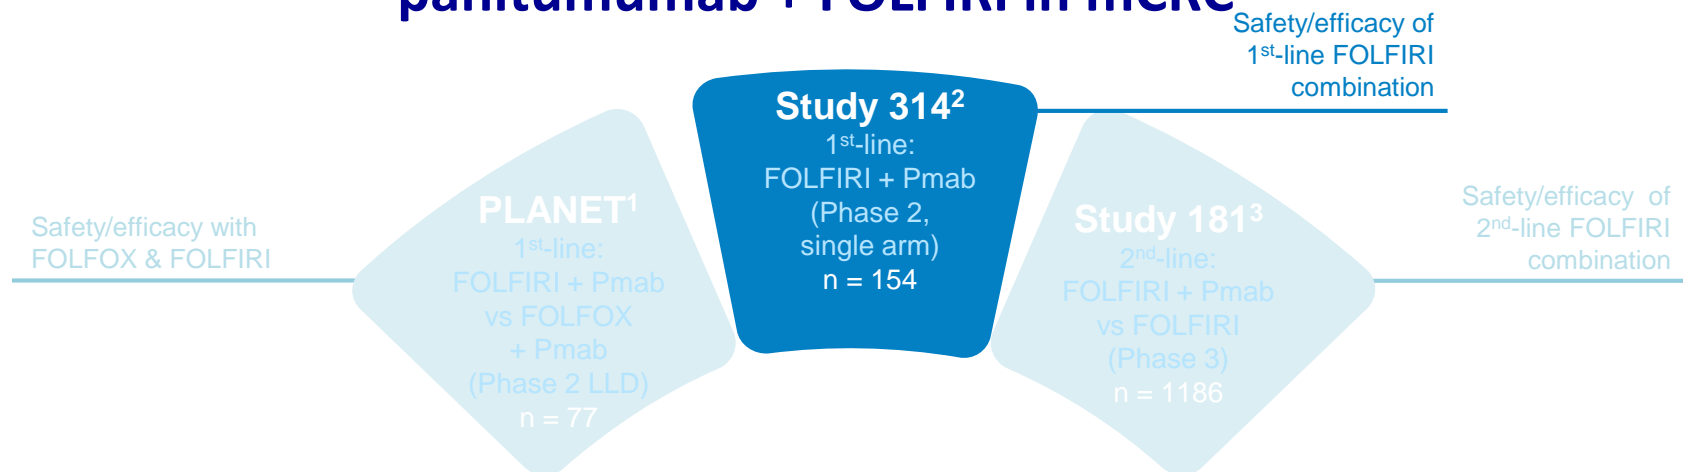 panitumumab + FOLFIRI in mCRC
Safety/efficacy of
1st-line FOLFIRI
combination
Study 314²
1st-line:
FOLFIRI + Pmab
(Phase 2,
single arm)
n = 154
Safety/efficacy with
FOLFOX & FOLFIRI
PLANET¹
1st-line:
FOLFIRI + Pmab
vs FOLFOX
+ Pmab
(Phase 2 LLD)
n = 77
Study 181³
2nd-line:
FOLFIRI + Pmab
vs FOLFIRI
(Phase 3)
n = 1186
Safety/efficacy of
2nd-line FOLFIRI
combination